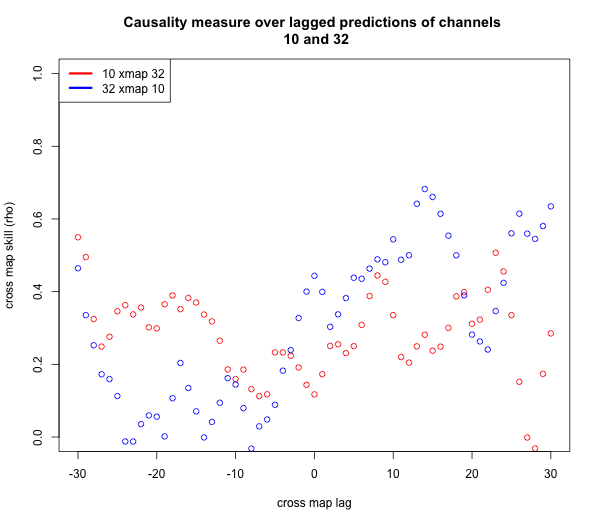 Causality measure over lagged predictions of channels
10 and 32
10 xmap 32
32 xmap 10
cross map skill (rho)
1.0
0.8
0.6
0.4
0.2
0.0
-30 -20 -10 0 10 20 30
cross map lag